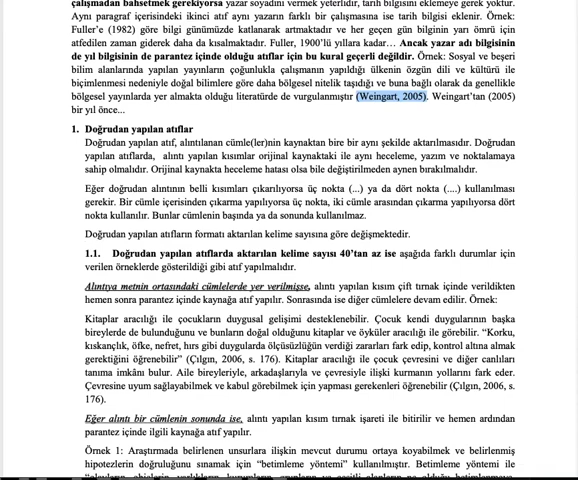 çalışmadan bahsetmek gerekiyorsa yazar soyadını vermek yeterlidir, tarih bilgisini eklemeye gerek yoktur.
Aynı paragraf içerisindeki ikinci atıf aynı yazarın farklı bir çalışmasına ise tarih bilgisi eklenir. Örnek:
Fuller'e (1982) göre bilgi günümüzde katlanarak artmaktadır ve her geçen gün bilginin yarı ömrü için
atfedilen zaman giderek daha da kısalmaktadır. Fuller, 1900'lü yıllara kadar… Ancak yazar adı bilgisinin
de yıl bilgisinin de parantez içinde olduğu atıflar için bu kural geçerli değildir. Örnek: Sosyal ve beşeri
bilim alanlarında yapılan yayınların çoğunlukla çalışmanın yapıldığı ülkenin özgün dili ve kültürü ile
biçimlenmesi nedeniyle doğal bilimlere göre daha bölgesel nitelik taşıdığı ve buna bağlı olarak da genellikle
bölgesel yayınlarda yer almakta olduğu literatürde de vurgulanmıştır (Weingart, 2005). Weingart'tan (2005)
bir yıl önce...
1. Doğrudan yapılan atıflar
Doğrudan yapılan atıf, alıntılanan cümle(ler)nin kaynaktan bire bir aynı şekilde aktarılmasıdır. Doğrudan
yapılan atıflarda, alıntı yapılan kısımlar orijinal kaynaktaki ile aynı heceleme, yazım ve noktalamaya
sahip olmalıdır. Orijinal kaynakta heceleme hatası olsa bile değiştirilmeden aynen bırakılmalıdır.
Eğer doğrudan alıntının belli kısımları çıkarılıyorsa üç nokta (...) ya da dört nokta (....) kullanılması
gerekir. Bir cümle içerisinden çıkarma yapılıyorsa üç nokta, iki cümle arasından çıkarma yapılıyorsa dört
nokta kullanılır. Bunlar cümlenin başında ya da sonunda kullanılmaz.
Doğrudan yapılan atıfların formatı aktarılan kelime sayısına göre değişmektedir.
1.1. Doğrudan yapılan atıflarda aktarılan kelime sayısı 40'tan az ise aşağıda farklı durumlar için
verilen örneklerde gösterildiği gibi atıf yapılmalıdır.
Alıntıya metnin ortasındaki cümlelerde yer verilmişse, alıntı yapılan kısım çift tırnak içinde verildikten
hemen sonra parantez içinde kaynağa atıf yapılır. Sonrasında ise diğer cümlelere devam edilir. Örnek:
Kitaplar aracılığı ile çocukların duygusal gelişimi desteklenebilir. Çocuk kendi duygularının başka
bireylerde de bulunduğunu ve bunların doğal olduğunu kitaplar ve öyküler aracılığı ile görebilir. "Korku,
kıskançlık, öfke, nefret, hırs gibi duygularda ölçüsüzlüğün verdiği zararları fark edip, kontrol altına almak
gerektiğini öğrenebilir" (Çılgın, 2006, s. 176). Kitaplar aracılığı ile çocuk çevresini ve diğer canlıları
tanıma imkânı bulur. Aile bireyleriyle, arkadaşlarıyla ve çevresiyle ilişki kurmanın yollarını fark eder.
Çevresine uyum sağlayabilmek ve kabul görebilmek için yapması gerekenleri öğrenebilir (Çılgın, 2006, s.
176).
Eğer alıntı bir cümlenin sonunda ise, alıntı yapılan kısım tırnak işareti ile bitirilir ve hemen ardından
parantez içinde ilgili kaynağa atıf yapılır.
Örnek 1: Araştırmada belirlenen unsurlara ilişkin mevcut durumu ortaya koyabilmek ve belirlenmiş
hipotezlerin doğruluğunu sınamak için "betimleme yöntemi" kullanılmıştır. Betimleme yöntemi ile